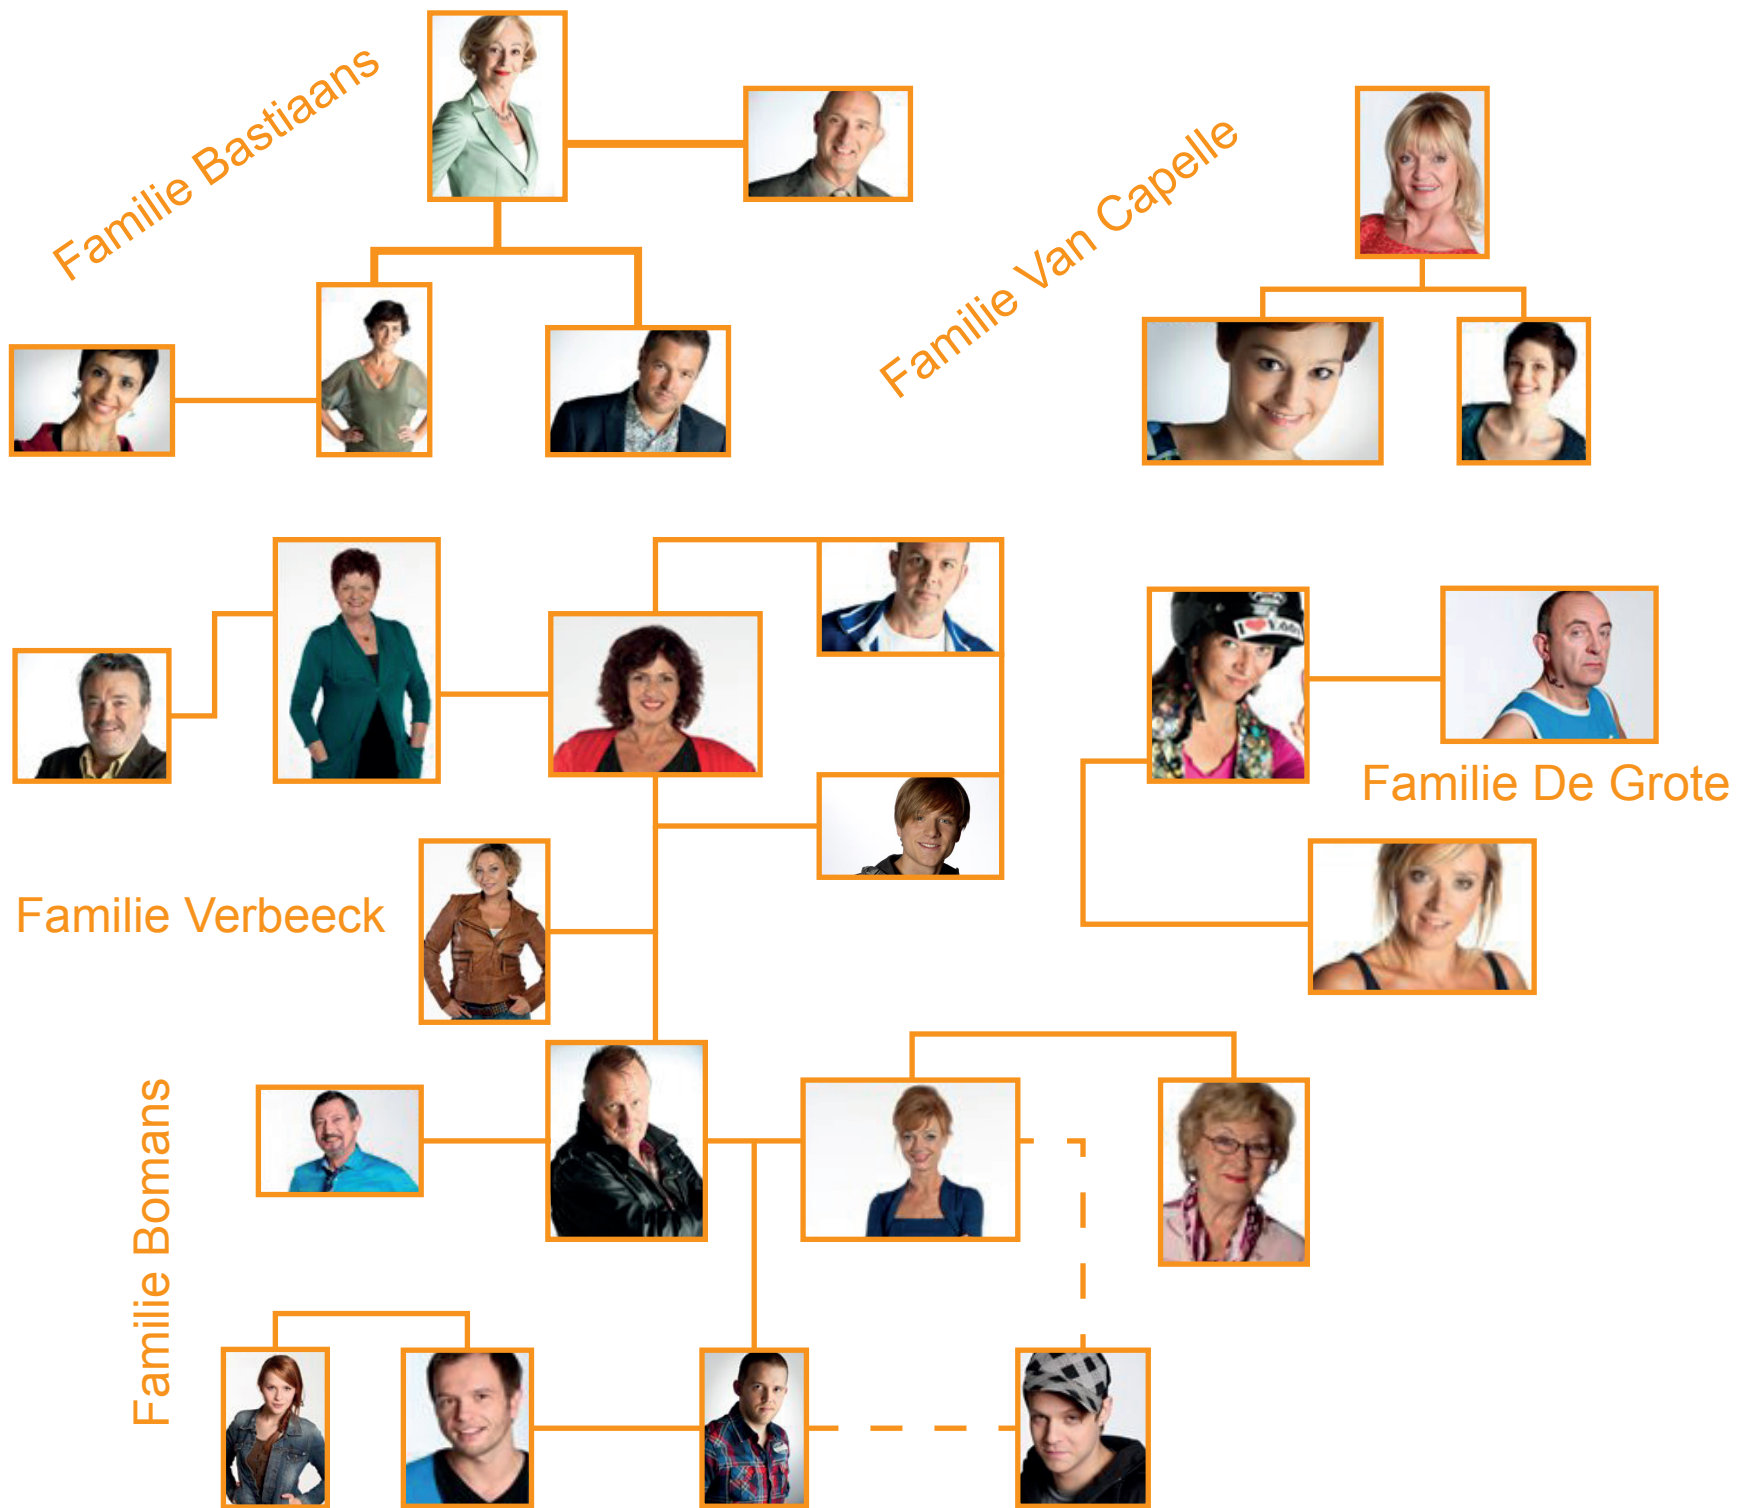 Familie Bastiaans
Familie Van Capelle
I ❤
Familie De Grote
Familie Verbeeck
Familie Bomans